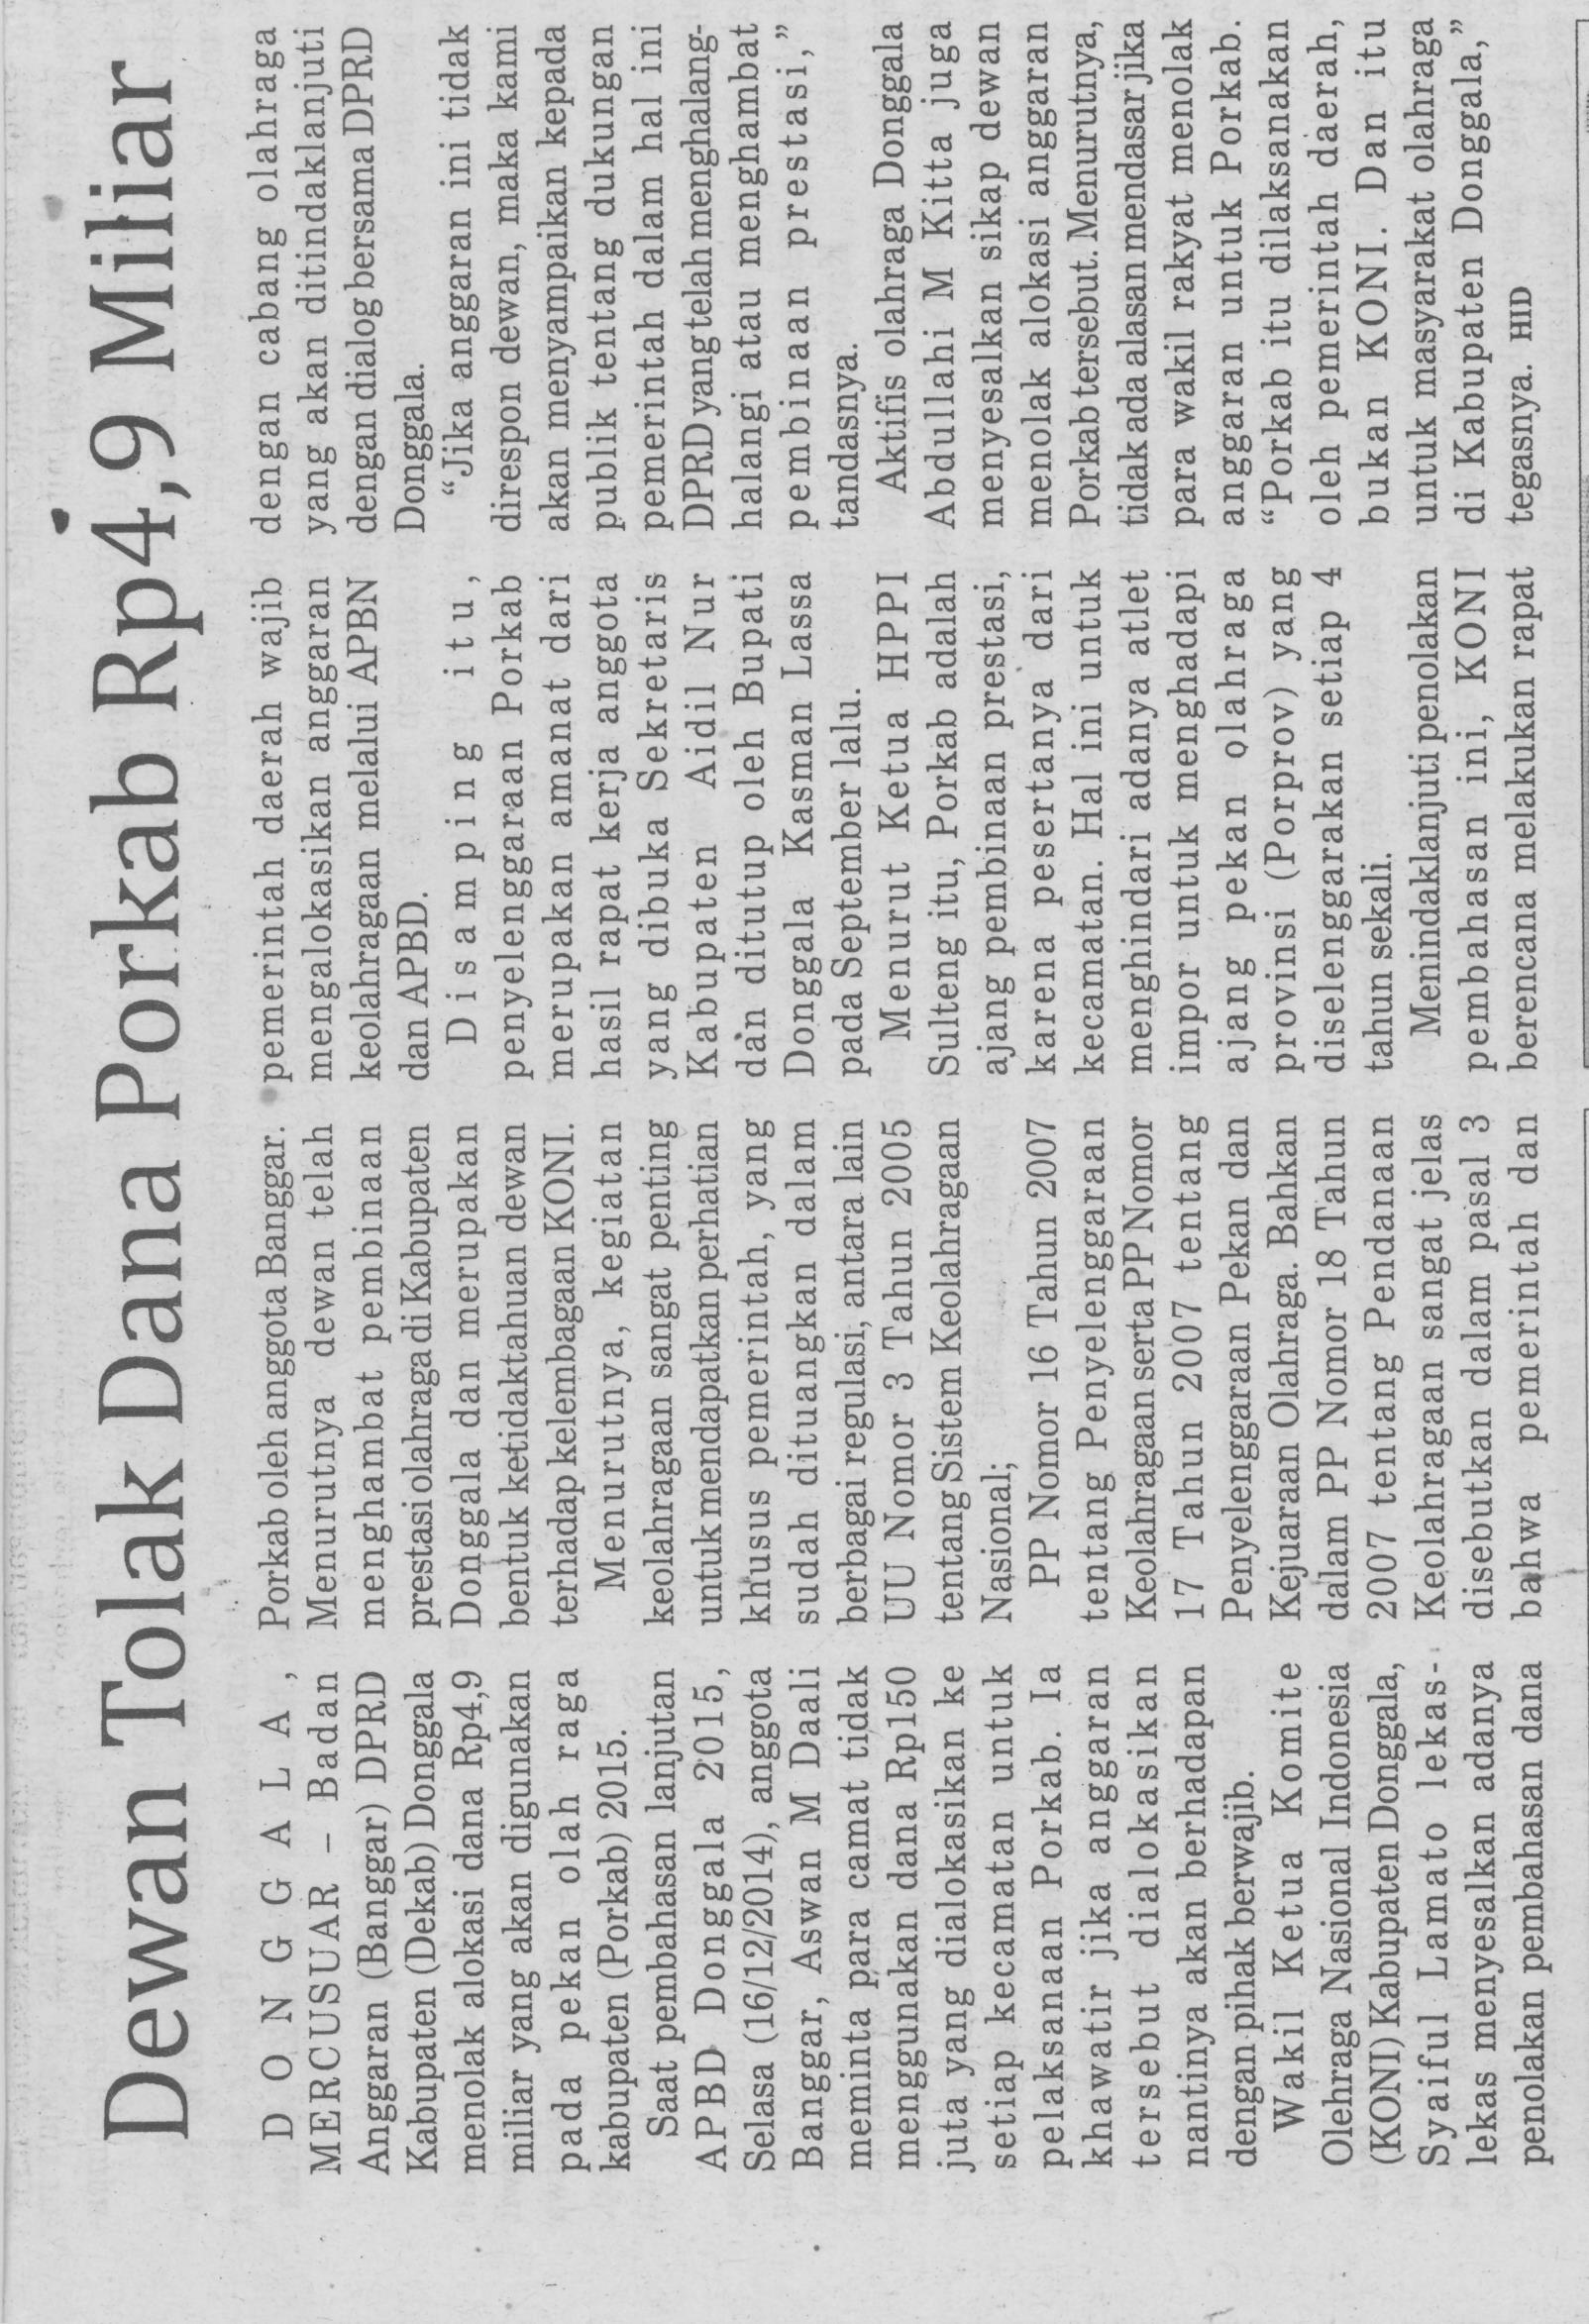 Dewan Tolak Dana Porkab Rp4,9 Miliar
DONGGALA,
MERCUSUAR – Badan
Anggaran (Banggar) DPRD
Kabupaten (Dekab) Donggala
menolak alokasi dana Rp4,9
miliar yang akan digunakan
pada pekan olah raga
kabupaten (Porkab) 2015.
Saat pembahasan lanjutan
APBD Donggala 2015,
Selasa (16/12/2014), anggota
Banggar, Aswan M Daali
meminta para camat tidak
menggunakan dana Rp150
juta yang dialokasikan ke
setiap kecamatan untuk
pelaksanaan Porkab. Ia
khawatir jika anggaran
tersebut dialokasikan
nantinya akan berhadapan
dengan pihak berwajib.
Wakil Ketua Komite
Olehraga Nasional Indonesia
(KONI) Kabupaten Donggala,
Syaiful Lamato lekas-
lekas menyesalkan adanya
penolakan pembahasan dana
Porkab oleh anggota Banggar.
Menurutnya dewan telah
menghambat pembinaan
prestasi olahraga di Kabupaten
Donggala dan merupakan
bentuk ketidaktahuan dewan
terhadap kelembagaan KONI.
Menurutnya, kegiatan
keolahragaan sangat penting
untuk mendapatkan perhatian
khusus pemerintah, yang
sudah dituangkan dalam
berbagai regulasi, antara lain
UU Nomor 3 Tahun 2005
tentang Sistem Keolahragaan
Nasional;
PP Nomor 16 Tahun 2007
tentang Penyelenggaraan
Keolahragaan serta PP Nomor
17 Tahun 2007 tentang
Penyelenggaraan Pekan dan
Kejuaraan Olahraga. Bahkan
dalam PP Nomor 18 Tahun
2007 tentang Pendanaan
Keolahragaan sangat jelas
disebutkan dalam pasal 3
bahwa pemerintah dan
pemerintah daerah wajib
mengalokasikan anggaran
keolahragaan melalui APBN
dan APBD.
Disamping itu,
penyelenggaraan Porkab
merupakan amanat dari
hasil rapat kerja anggota
yang dibuka Sekretaris
Kabupaten Aidil Nur
dan ditutup oleh Bupati
Donggala Kasman Lassa
pada September lalu.
Menurut Ketua HPPI
Sulteng itu, Porkab adalah
ajang pembinaan prestasi,
karena pesertanya dari
kecamatan. Hal ini untuk
menghindari adanya atlet
impor untuk menghadapi
ajang pekan olahraga
provinsi (Porprov) yang
diselenggarakan setiap 4
tahun sekali.
Menindaklanjuti penolakan
pembahasan ini, KONI
berencana melakukan rapat
dengan cabang olahraga
yang akan ditindaklanjuti
dengan dialog bersama DPRD
Donggala.
“Jika anggaran ini tidak
direspon dewan, maka kami
akan menyampaikan kepada
publik tentang dukungan
pemerintah dalam hal ini
DPRD yang telah menghalang-
halangi atau menghambat
pembinaan prestasi,”
tandasnya.
Aktifis olahraga Donggala
Abdullahi M Kitta juga
menyesalkan sikap dewan
menolak alokasi anggaran
Porkab tersebut. Menurutnya,
tidak ada alasan mendasar jika
para wakil rakyat menolak
anggaran untuk Porkab.
“Porkab itu dilaksanakan
oleh pemerintah daerah,
bukan KONI. Dan itu
untuk masyarakat olahraga
di Kabupaten Donggala,”
tegasnya. HID